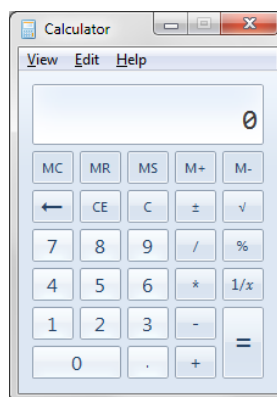 Calculator
View Edit Help
0
MC MR MS M+ M-
← CE C ± √
7 8 9 / %
4 5 6 * 1/x
1 2 3 - =
0 . +